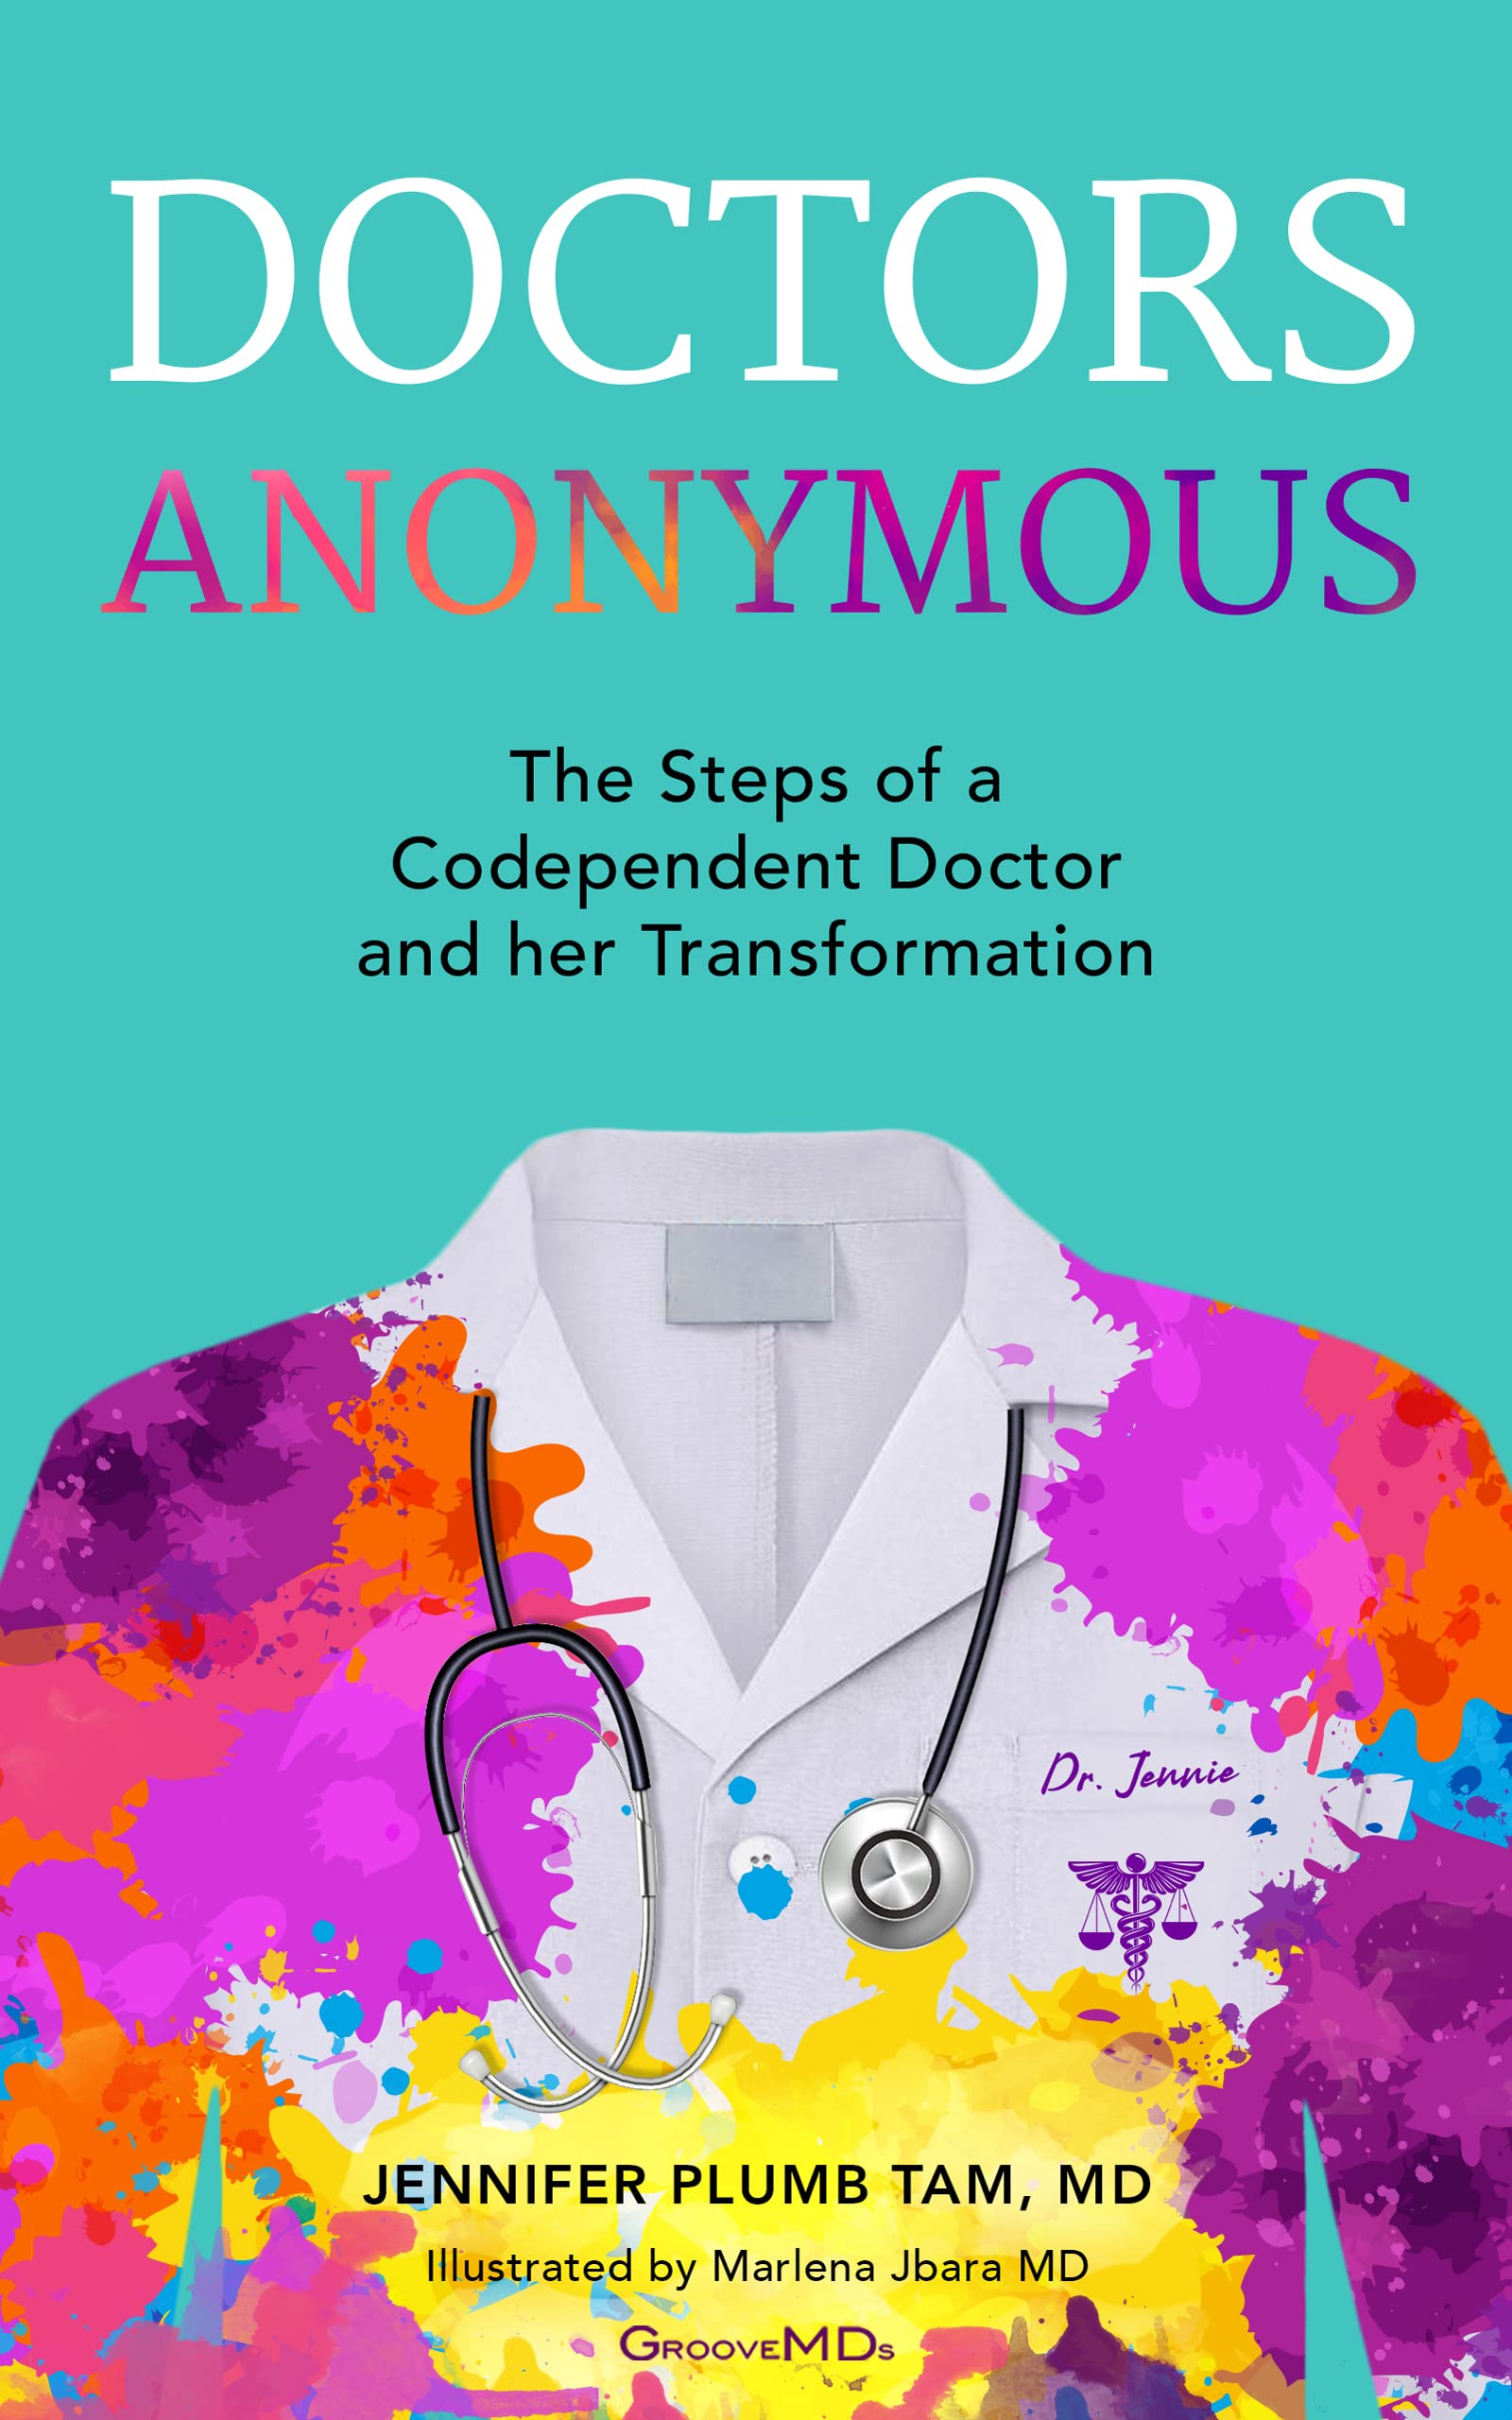 DOCTORS
ANONYMOUS
The Steps of a
Codependent Doctor
and her Transformation
Dr. Jennie
JENNIFER PLUMB TAM, MD
Illustrated by Marlena Jbara MD
GROOVEMDs